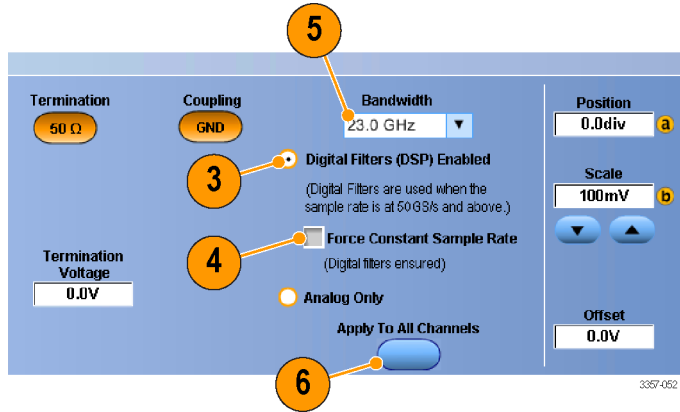 5
Termination
50 Ω
Coupling
GND
Bandwidth
23.0 GHz
Position
0.0div
a
3
Digital Filters (DSP) Enabled
(Digital Filters are used when the
sample rate is at 50GS/s and above.)
Scale
100mV
b
4
Force Constant Sample Rate
(Digital filters ensured)
Termination
Voltage
0.0V
Analog Only
Apply To All Channels
Offset
0.0V
6
3357-052